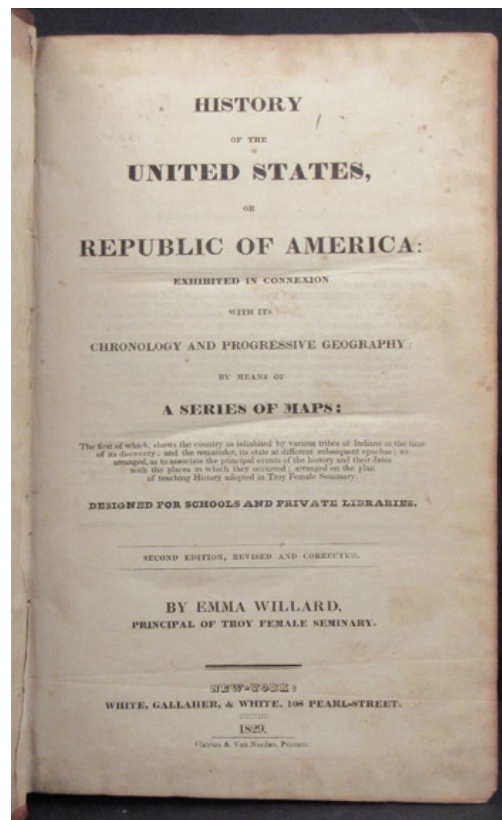 HISTORY
OF THE
UNITED STATES,
OR
REPUBLIC OF AMERICA:
EXHIBITED IN CONNEXION
WITH ITS
CHRONOLOGY AND PROGRESSIVE GEOGRAPHY:
BY MEANS OF
A SERIES OF MAPS:
The first of which, shows the country as inhabited by various tribes of Indians at the time
of its discovery; and the remainder, its state at different subsequent epochas; so
arranged, as to associate the principal events of the history and their dates
with the places in which they occurred; arranged on the plan
of teaching History adopted in Troy Female Seminary.
DESIGNED FOR SCHOOLS AND PRIVATE LIBRARIES.
SECOND EDITION, REVISED AND CORRECTED.
BY EMMA WILLARD,
PRINCIPAL OF TROY FEMALE SEMINARY.
NEW-YORK:
WHITE, GALLAHER, & WHITE, 108 PEARL-STREET.
1829.
Clayton & Van Norden, Printers.